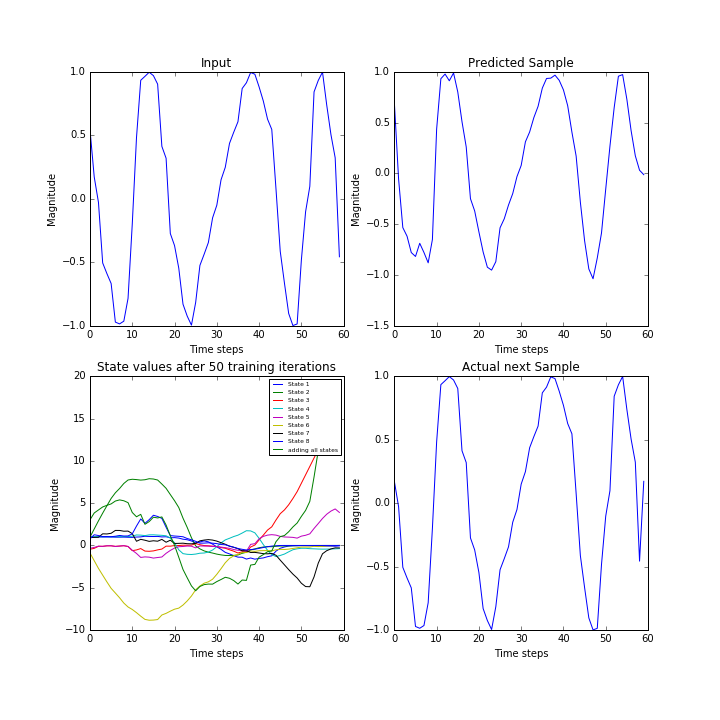 Input
1.0
0.5
0.0
−0.5
−1.0
Magnitude
0 10 20 30 40 50 60
Time steps
Predicted Sample
1.0
0.5
0.0
−0.5
−1.0
−1.5
Magnitude
0 10 20 30 40 50 60
Time steps
State values after 50 training iterations
20
15
10
5
0
−5
−10
Magnitude
State 1
State 2
State 3
State 4
State 5
State 6
State 7
State 8
adding all states
0 10 20 30 40 50 60
Time steps
Actual next Sample
1.0
0.5
0.0
−0.5
−1.0
Magnitude
0 10 20 30 40 50 60
Time steps